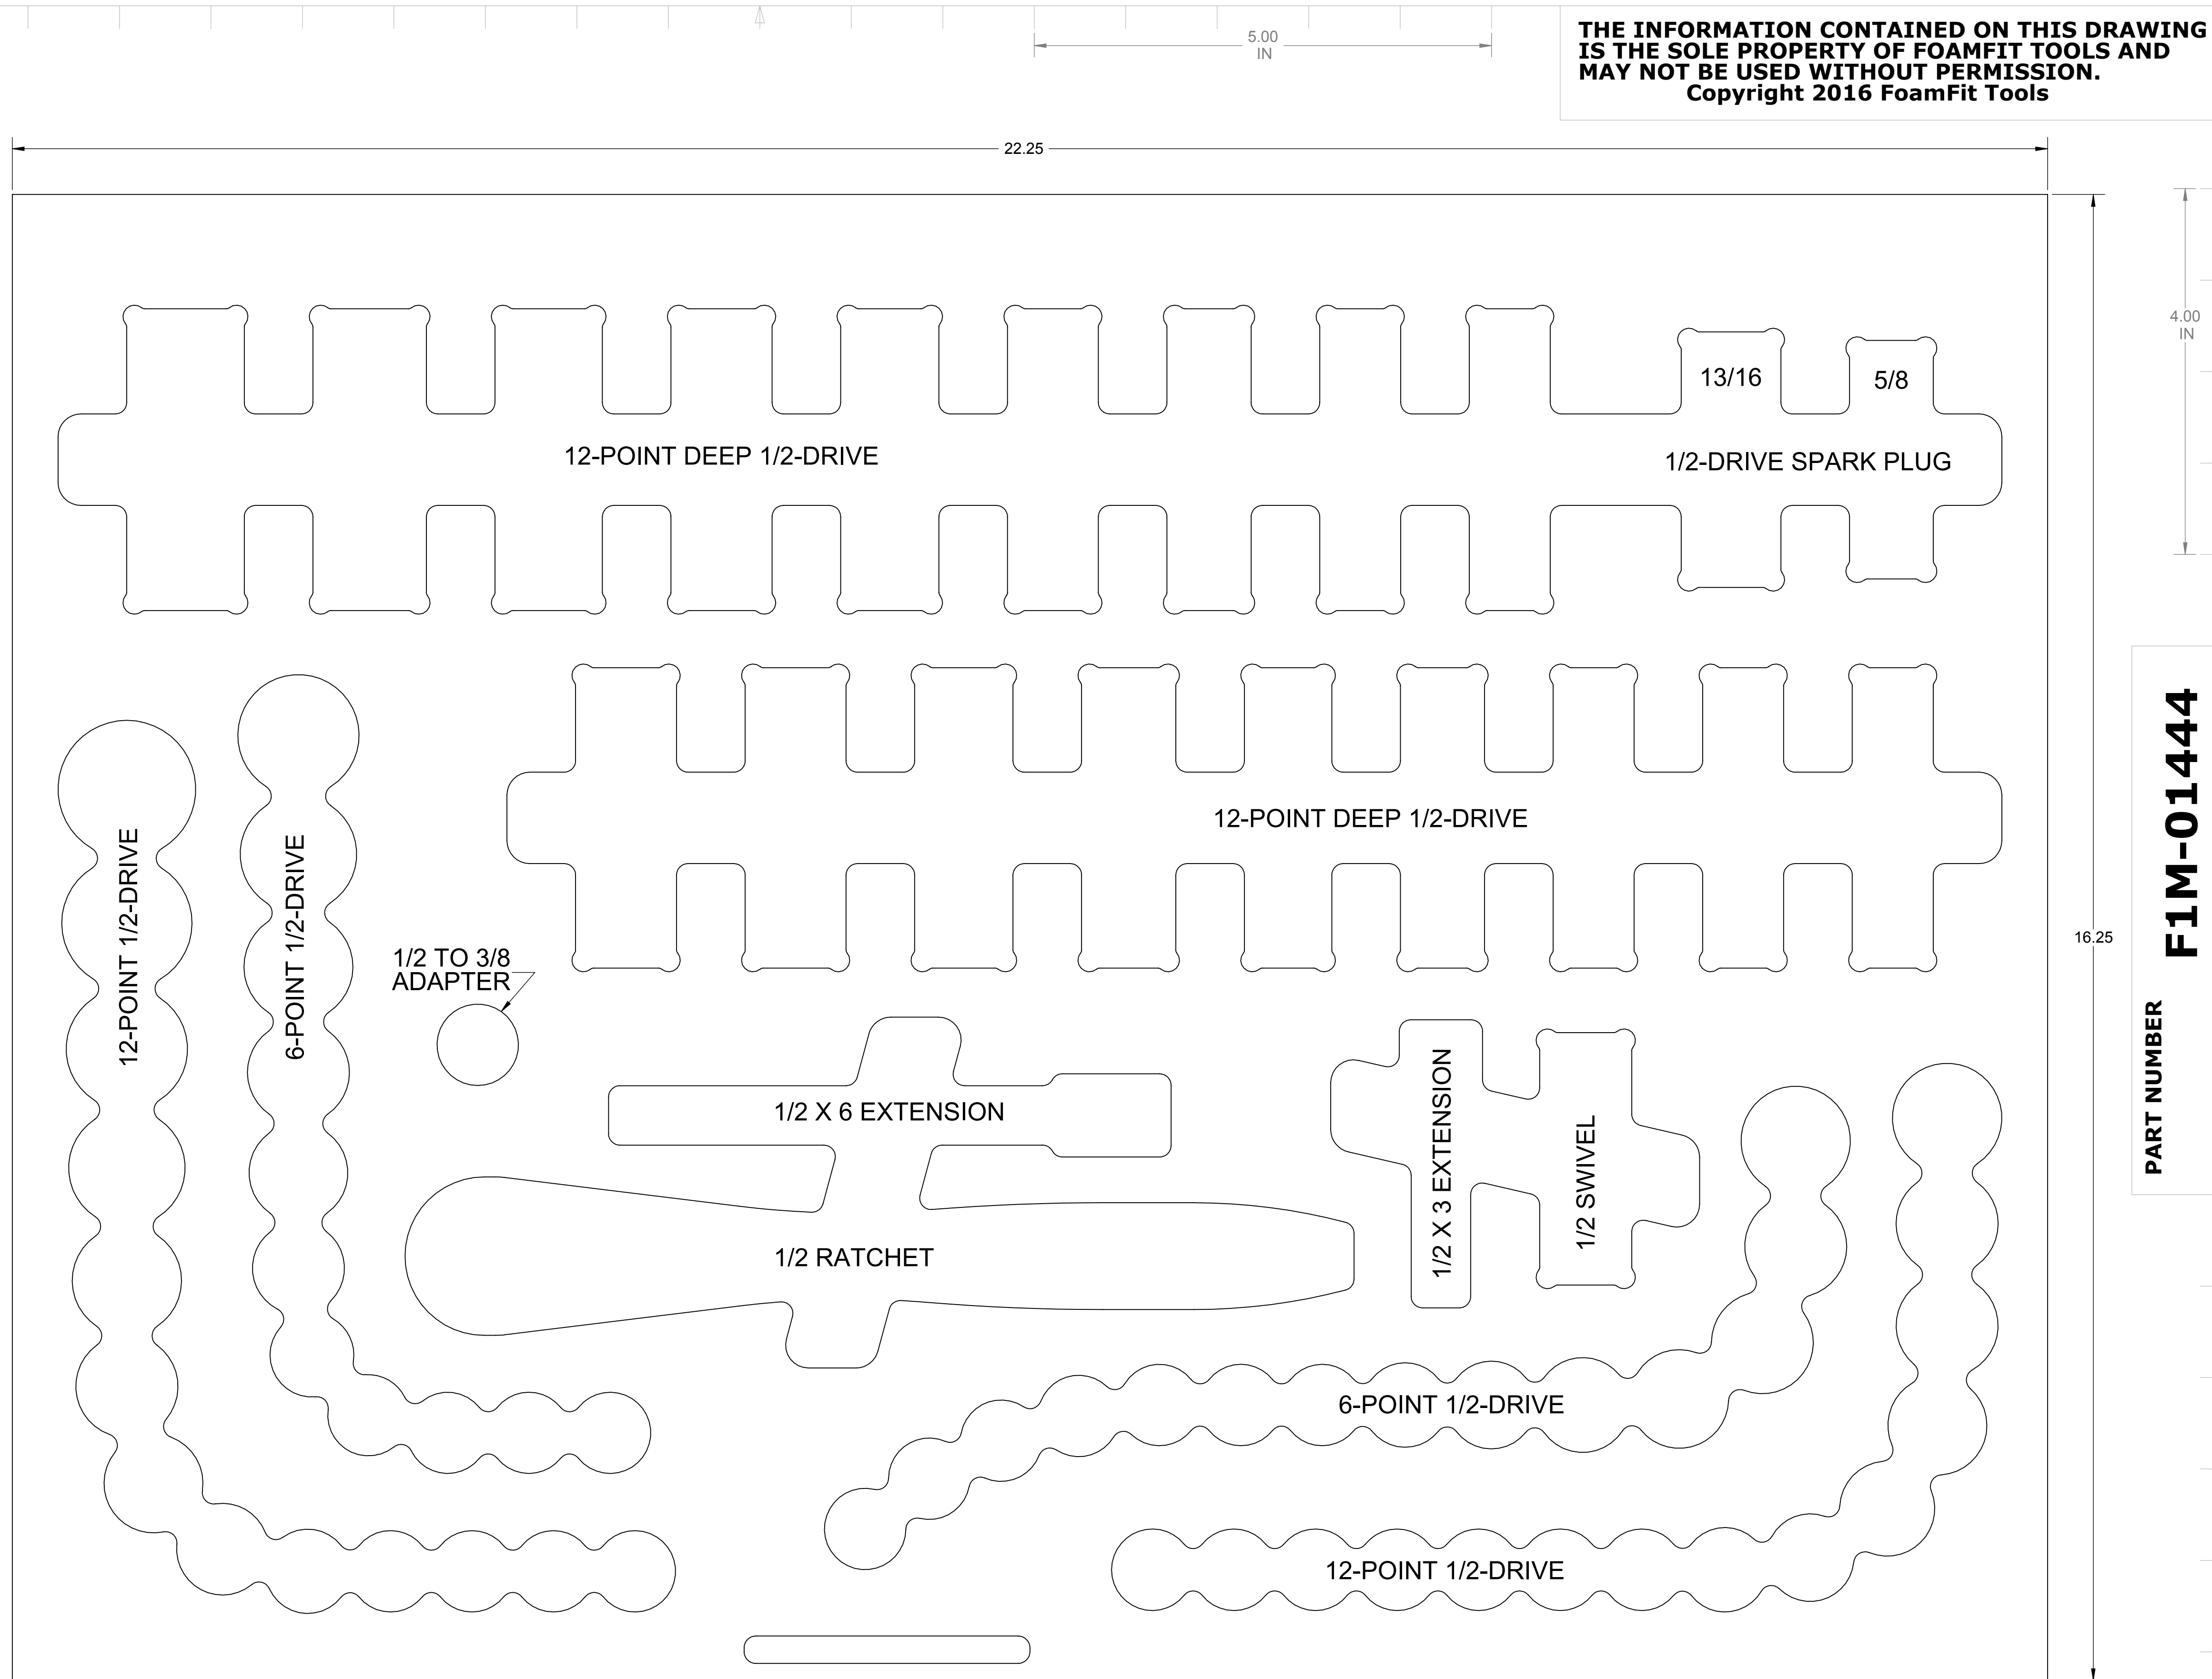 5.00
IN
THE INFORMATION CONTAINED ON THIS DRAWING
IS THE SOLE PROPERTY OF FOAMFIT TOOLS AND
MAY NOT BE USED WITHOUT PERMISSION.
Copyright 2016 FoamFit Tools
22.25
4.00
IN
13/16
5/8
12-POINT DEEP 1/2-DRIVE
1/2-DRIVE SPARK PLUG
12-POINT DEEP 1/2-DRIVE
12-POINT 1/2-DRIVE
6-POINT 1/2-DRIVE
1/2 TO 3/8
ADAPTER
16.25
PART NUMBER
F1M-01444
1/2 X 6 EXTENSION
1/2 X 3 EXTENSION
1/2 SWIVEL
1/2 RATCHET
6-POINT 1/2-DRIVE
12-POINT 1/2-DRIVE